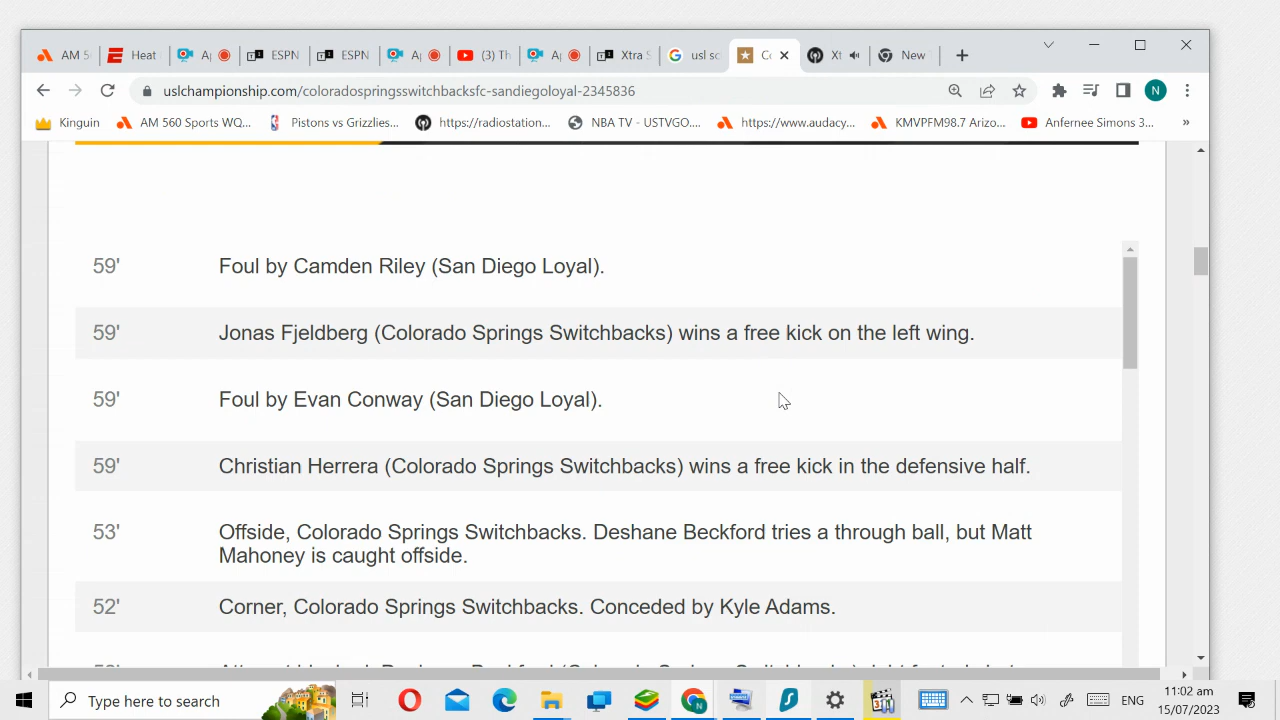 AM 5
Heat
ESPN
ESPN
(3) Th
Xtra S
usl sc
New
uslchampionship.com/coloradospringsswitchbacksfc-sandiegoloyal-2345836
N
Kinguin
AM 560 Sports WQ...
Pistons vs Grizzlies...
https://radiostation...
NBA TV - USTVGO....
https://www.audacy...
KMVPFM98.7 Arizo...
Anfernee Simons 3...
»
59' Foul by Camden Riley (San Diego Loyal).
59' Jonas Fjeldberg (Colorado Springs Switchbacks) wins a free kick on the left wing.
59' Foul by Evan Conway (San Diego Loyal).
59' Christian Herrera (Colorado Springs Switchbacks) wins a free kick in the defensive half.
53' Offside, Colorado Springs Switchbacks. Deshane Beckford tries a through ball, but Matt
Mahoney is caught offside.
52' Corner, Colorado Springs Switchbacks. Conceded by Kyle Adams.
Type here to search
ENG
11:02 am
15/07/2023